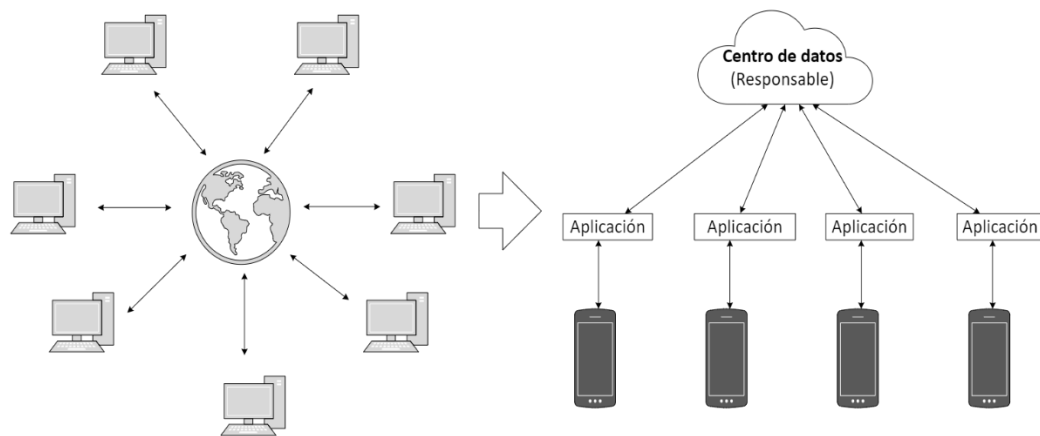 Centro de datos
(Responsable)
Aplicación
Aplicación
Aplicación
Aplicación